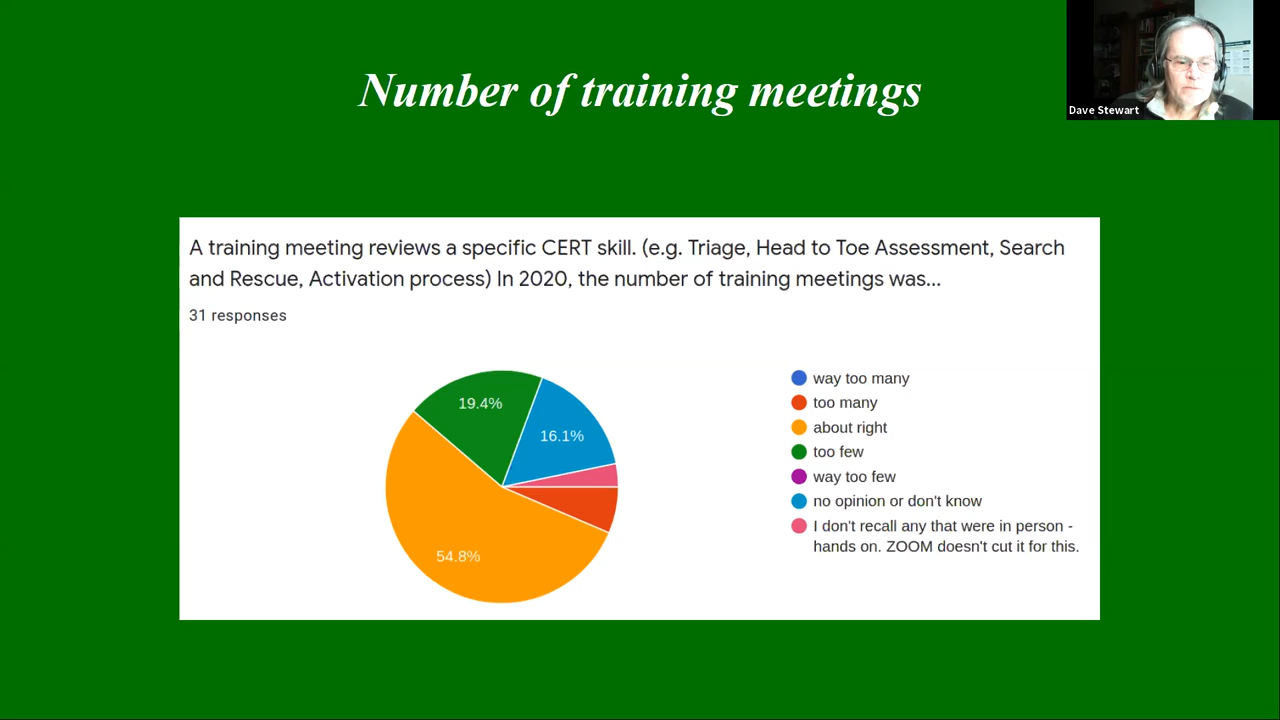 Number of training meetings
Dave Stewart
A training meeting reviews a specific CERT skill. (e.g. Triage, Head to Toe Assessment, Search
and Rescue, Activation process) In 2020, the number of training meetings was...
31 responses
19.4%
16.1%
54.8%
way too many
too many
about right
too few
way too few
no opinion or don't know
I don't recall any that were in person -
hands on. ZOOM doesn't cut it for this.